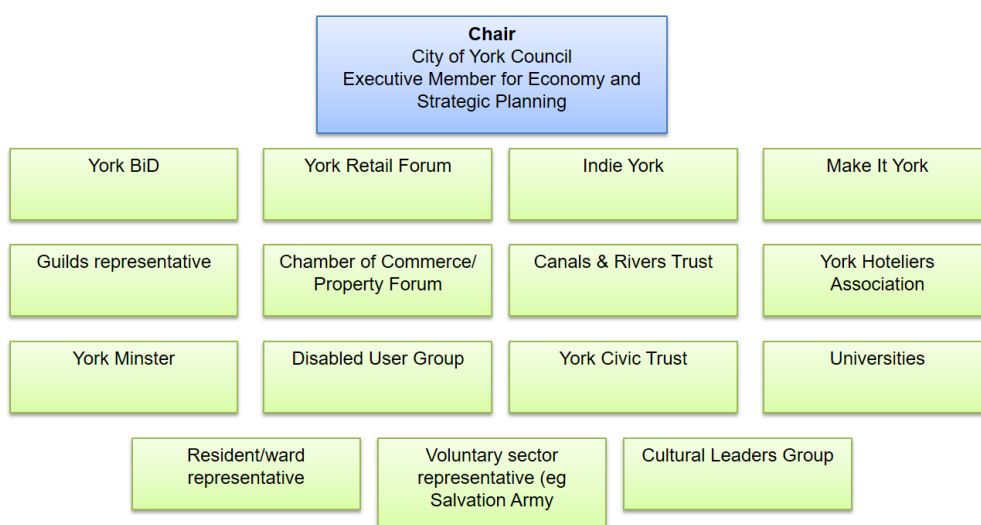 Chair
City of York Council
Executive Member for Economy and
Strategic Planning
York BiD
York Retail Forum
Indie York
Make It York
Guilds representative
Chamber of Commerce/
Property Forum
Canals & Rivers Trust
York Hoteliers
Association
York Minster
Disabled User Group
York Civic Trust
Universities
Resident/ward
representative
Voluntary sector
representative (eg
Salvation Army
Cultural Leaders Group